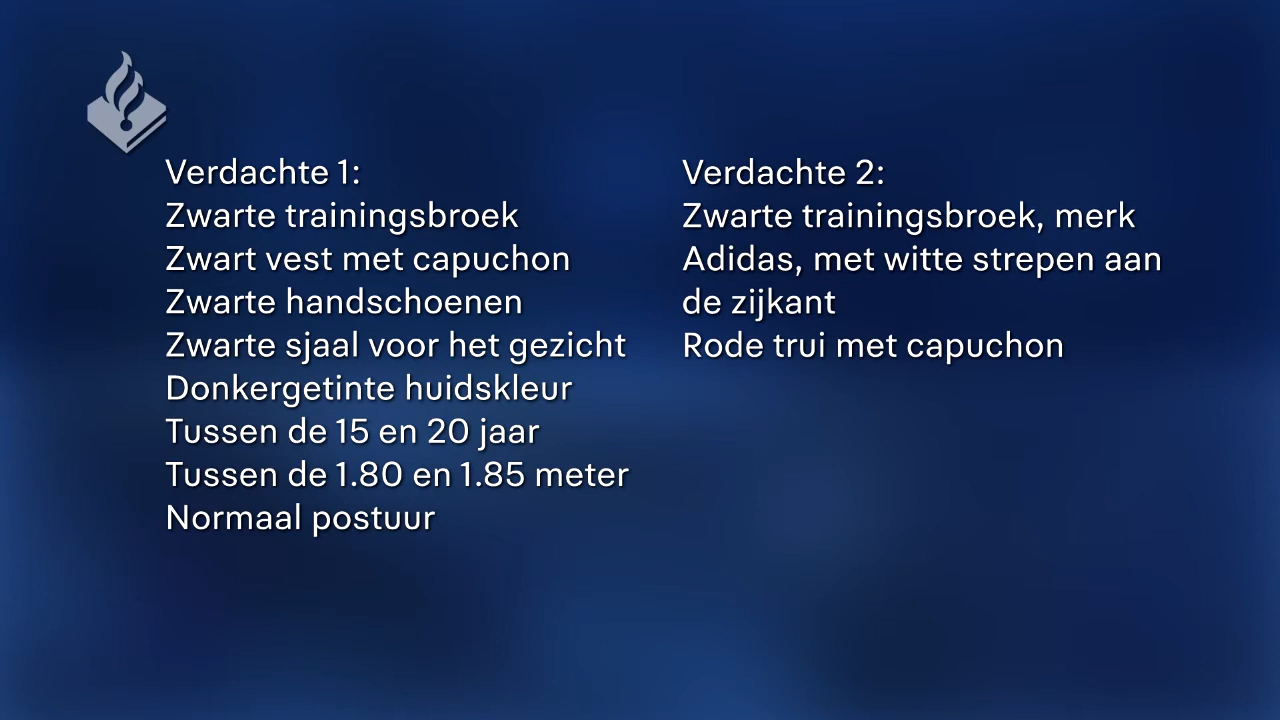 Verdachte 1:
Zwarte trainingsbroek
Zwart vest met capuchon
Zwarte handschoenen
Zwarte sjaal voor het gezicht
Donkergetinte huidskleur
Tussen de 15 en 20 jaar
Tussen de 1.80 en 1.85 meter
Normaal postuur
Verdachte 2:
Zwarte trainingsbroek, merk
Adidas, met witte strepen aan
de zijkant
Rode trui met capuchon